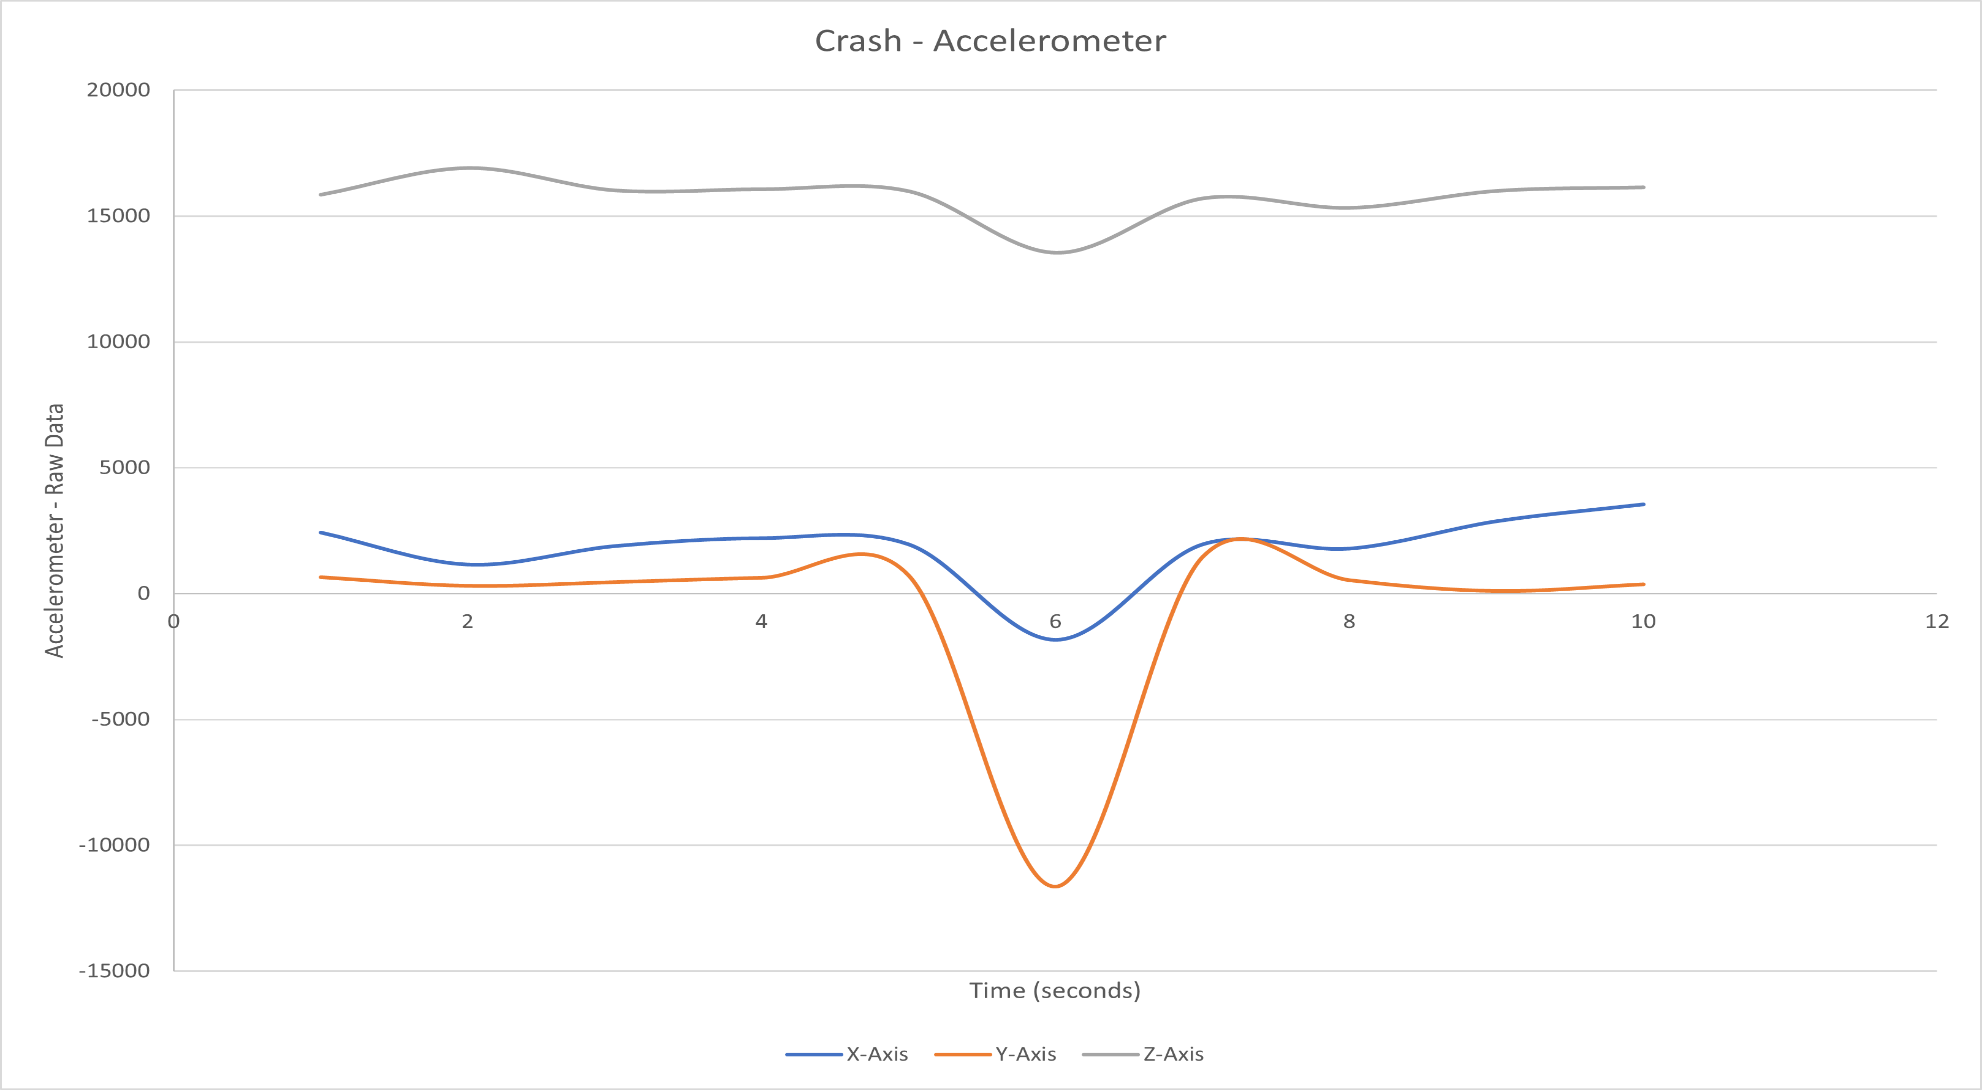 Crash - Accelerometer
20000
15000
10000
5000
0
-5000
-10000
-15000
Accelerometer - Raw Data
0 2 4 6 8 10 12
Time (seconds)
X-Axis Y-Axis Z-Axis